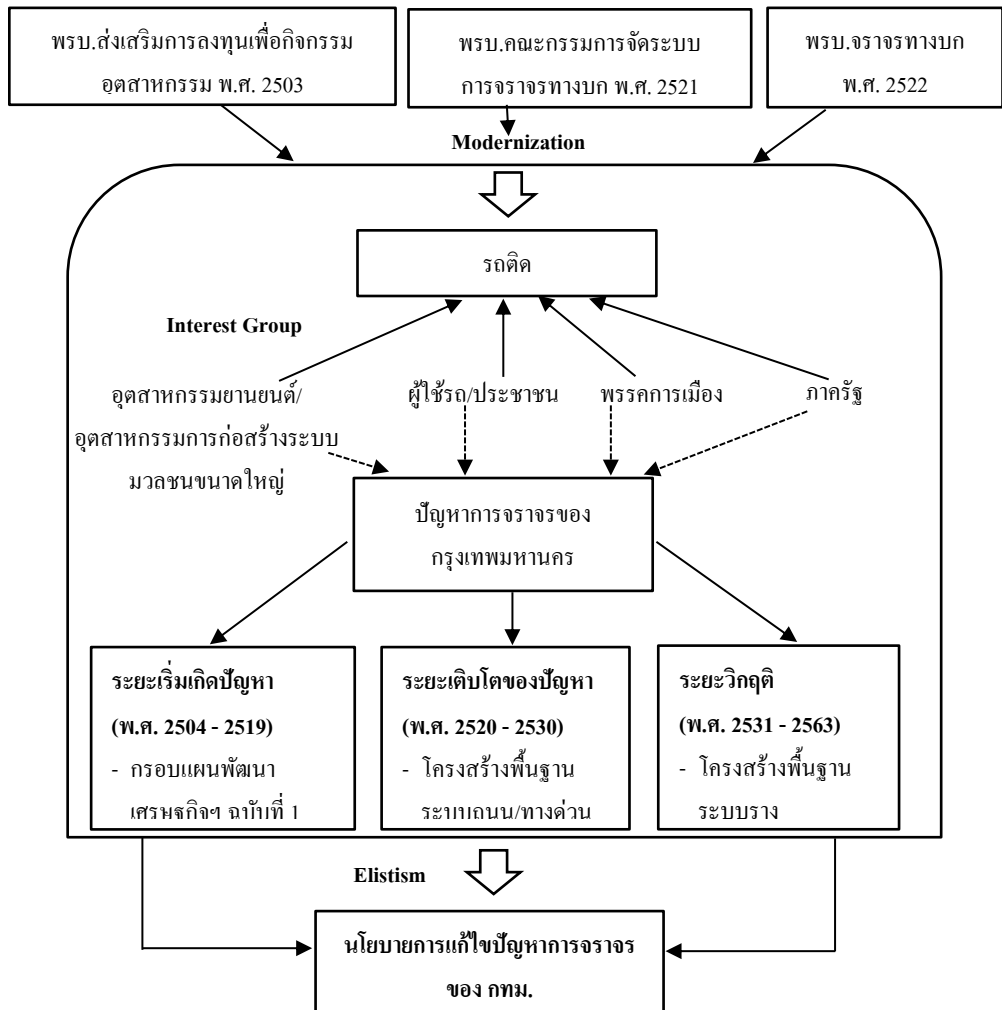 พรบ.ส่งเสริมการลงทุนเพื่อกิจกรรม
อุตสาหกรรม พ.ศ. 2503
พรบ.คณะกรรมการจัดระบบ
การจราจรทางบก พ.ศ. 2521
พรบ.จราจรทางบก
พ.ศ. 2522
Modernization
รถติด
Interest Group
อุตสาหกรรมยานยนต์/
อุตสาหกรรมการก่อสร้างระบบ
มวลชนขนาดใหญ่
ผู้ใช้รถ/ประชาชน
พรรคการเมือง
ภาครัฐ
ปัญหาการจราจรของ
กรุงเทพมหานคร
ระยะเริ่มเกิดปัญหา
(พ.ศ. 2504 - 2519)
- กรอบแผนพัฒนา
เศรษฐกิจฯ ฉบับที่ 1
ระยะเติบโตของปัญหา
(พ.ศ. 2520 - 2530)
- โครงสร้างพื้นฐาน
ระบบถนน/ทางด่วน
ระยะวิกฤติ
(พ.ศ. 2531 - 2563)
- โครงสร้างพื้นฐาน
ระบบราง
Elistism
นโยบายการแก้ไขปัญหาการจราจร
ของ กทม.